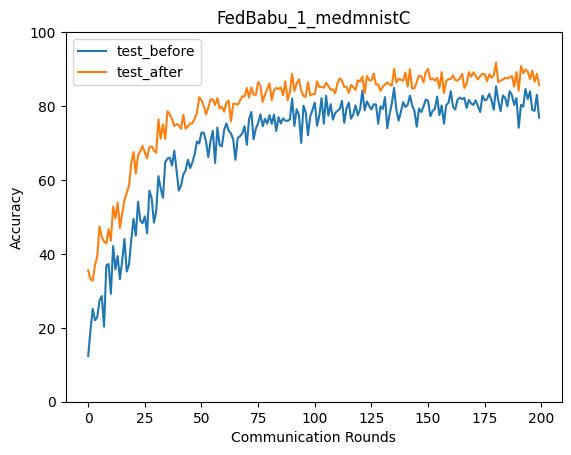 FedBabu_1_medmnistC
test_before
test_after
Accuracy
100
80
60
40
20
0
0 25 50 75 100 125 150 175 200
Communication Rounds